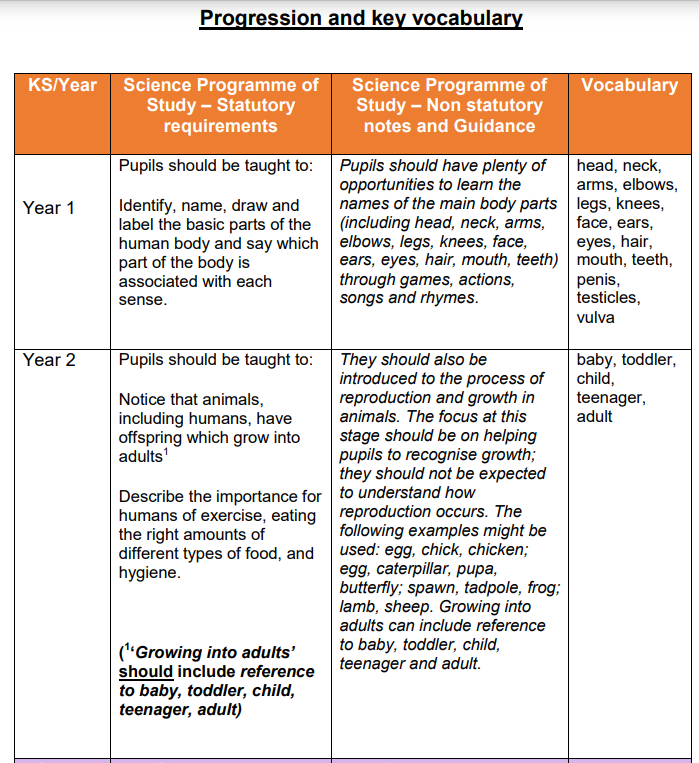 Progression and key vocabulary
KS/Year
Science Programme of
Study – Statutory
requirements
Science Programme of
Study – Non statutory
notes and Guidance
Vocabulary
Year 1
Pupils should be taught to:
Identify, name, draw and
label the basic parts of the
human body and say which
part of the body is
associated with each
sense.
Pupils should have plenty of
opportunities to learn the
names of the main body parts
(including head, neck, arms,
elbows, legs, knees, face,
ears, eyes, hair, mouth, teeth)
through games, actions,
songs and rhymes.
head, neck,
arms, elbows,
legs, knees,
face, ears,
eyes, hair,
mouth, teeth,
penis,
testicles,
vulva
Year 2
Pupils should be taught to:
Notice that animals,
including humans, have
offspring which grow into
adults¹
Describe the importance for
humans of exercise, eating
the right amounts of
different types of food, and
hygiene.
(¹‘Growing into adults’
should include reference
to baby, toddler, child,
teenager, adult)
They should also be
introduced to the process of
reproduction and growth in
animals. The focus at this
stage should be on helping
pupils to recognise growth;
they should not be expected
to understand how
reproduction occurs. The
following examples might be
used: egg, chick, chicken;
egg, caterpillar, pupa,
butterfly; spawn, tadpole, frog;
lamb, sheep. Growing into
adults can include reference
to baby, toddler, child,
teenager and adult.
baby, toddler,
child,
teenager,
adult